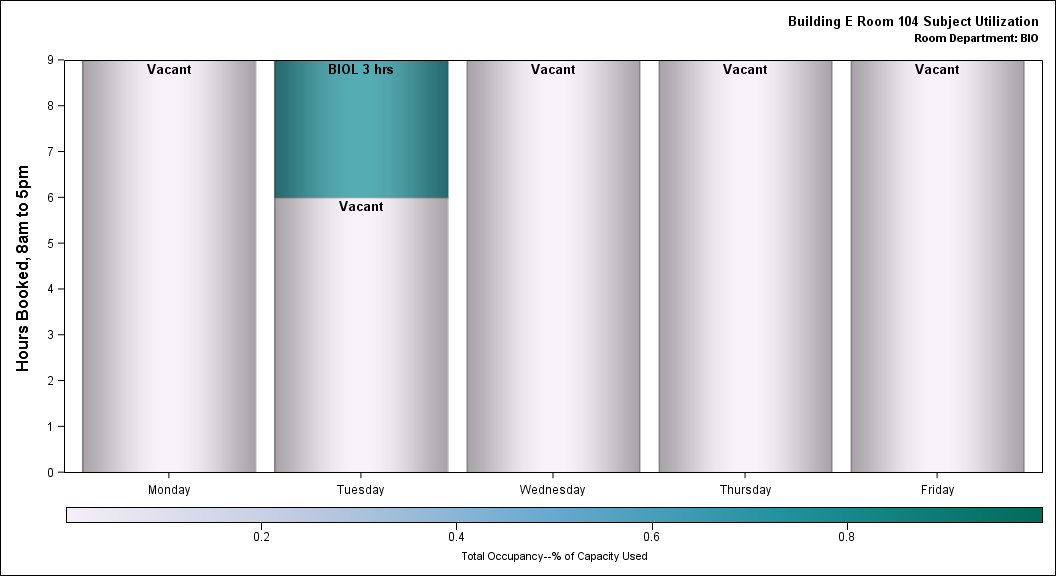 Building E Room 104 Subject Utilization
Room Department: BIO
Hours Booked, 8am to 5pm
9
8
7
6
5
4
3
2
1
0
Vacant
BIOL 3 hrs
Vacant
Vacant
Vacant
Vacant
Monday
Tuesday
Wednesday
Thursday
Friday
0.2
0.4
0.6
0.8
Total Occupancy--% of Capacity Used